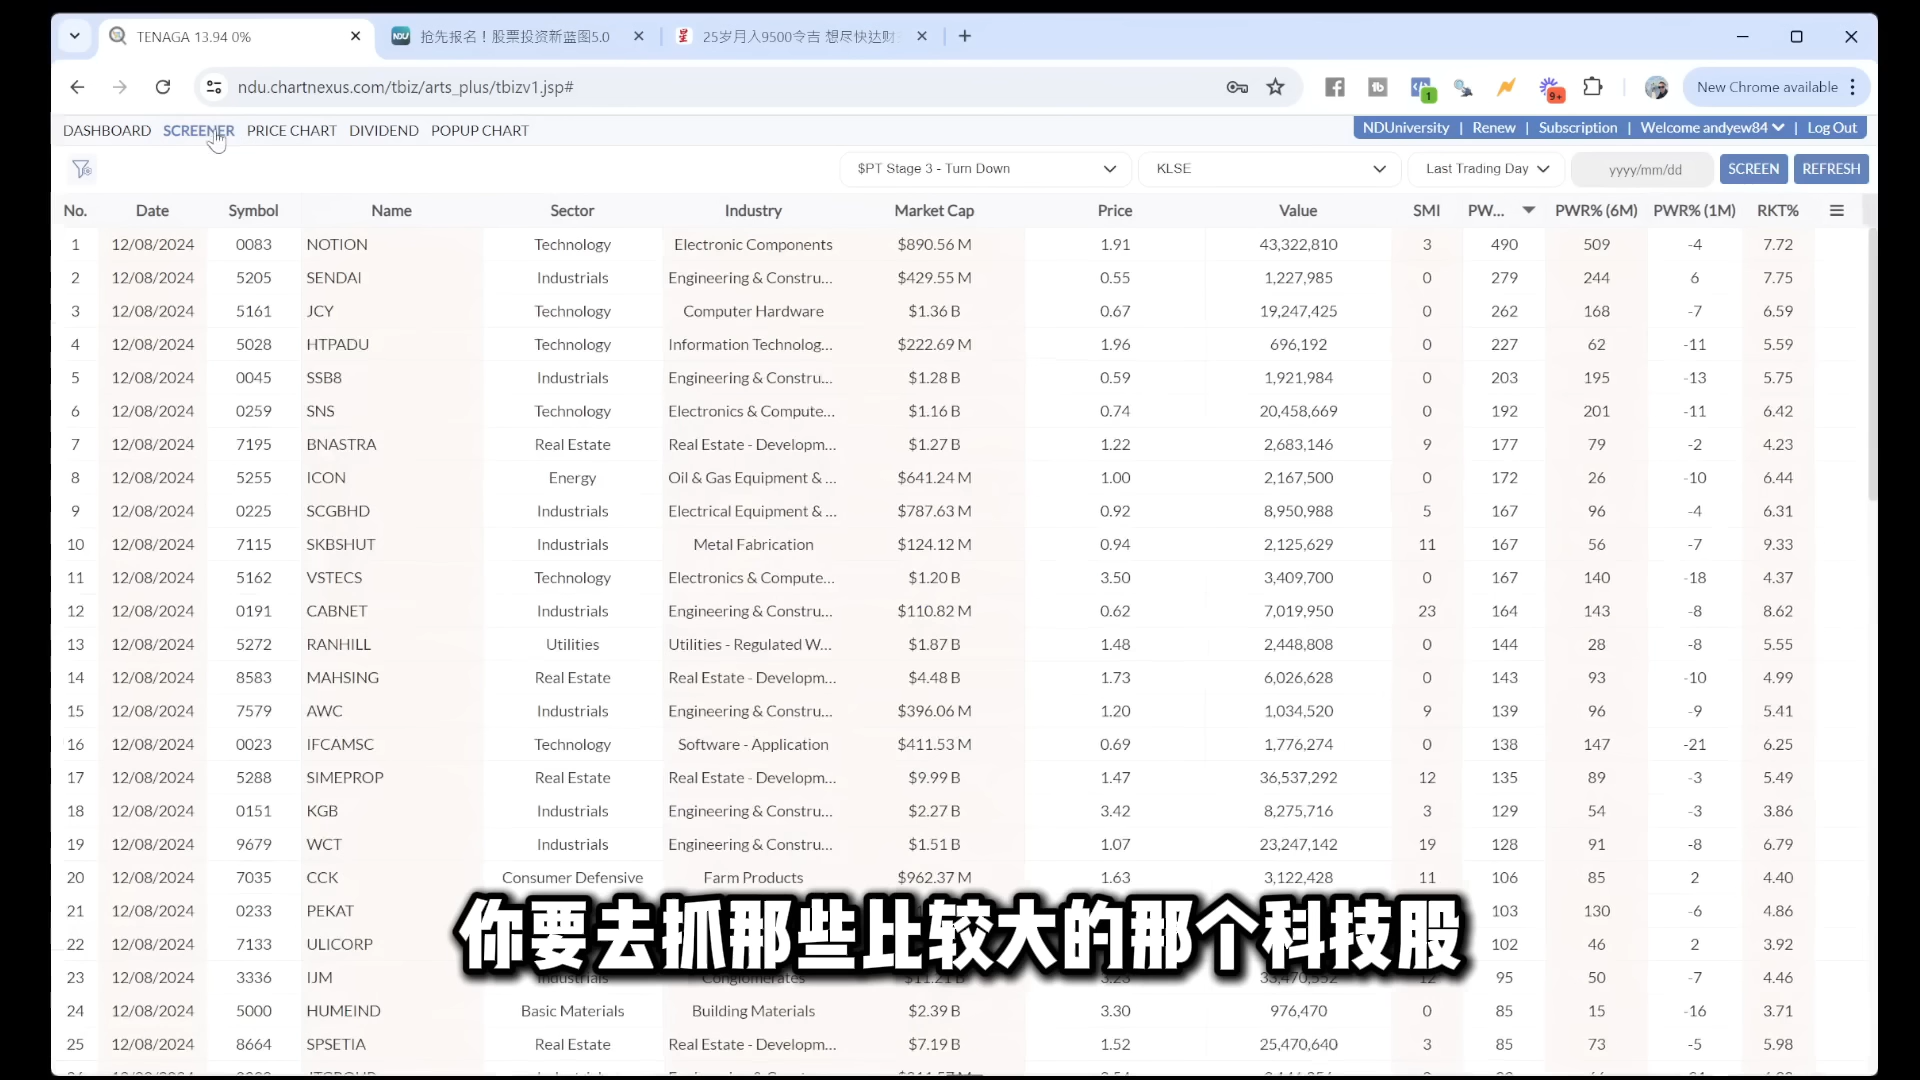 TENAGA 13.94 0%
抢先报名！股票投资新蓝图5.0
25岁月入9500令吉 想尽快达财
ndu.chartnexus.com/tbiz/arts_plus/tbizv1.jsp#
1
9+
New Chrome available
DASHBOARD SCREENER PRICE CHART DIVIDEND POPUP CHART
NDUniversity | Renew | Subscription | Welcome andyew84 | Log Out
$PT Stage 3 - Turn Down KLSE Last Trading Day yyyy/mm/dd SCREEN REFRESH
No. Date Symbol Name Sector Industry Market Cap Price Value SMI PW... PWR% (6M) PWR% (1M) RKT%
1 12/08/2024 0083 NOTION Technology Electronic Components $890.56 M 1.91 43,322,810 3 490 509 -4 7.72
2 12/08/2024 5205 SENDAI Industrials Engineering & Constru... $429.55 M 0.55 1,227,985 0 279 244 6 7.75
3 12/08/2024 5161 JCY Technology Computer Hardware $1.36 B 0.67 19,247,425 0 262 168 -7 6.59
4 12/08/2024 5028 HTPADU Technology Information Technolog... $222.69 M 1.96 696,192 0 227 62 -11 5.59
5 12/08/2024 0045 SSB8 Industrials Engineering & Constru... $1.28 B 0.59 1,921,984 0 203 195 -13 5.75
6 12/08/2024 0259 SNS Technology Electronics & Compute... $1.16 B 0.74 20,458,669 0 192 201 -11 6.42
7 12/08/2024 7195 BNASTRA Real Estate Real Estate - Developm... $1.27 B 1.22 2,683,146 9 177 79 -2 4.23
8 12/08/2024 5255 ICON Energy Oil & Gas Equipment & ... $641.24 M 1.00 2,167,500 0 172 26 -10 6.44
9 12/08/2024 0225 SCGBHD Industrials Electrical Equipment & ... $787.63 M 0.92 8,950,988 5 167 96 -4 6.31
10 12/08/2024 7115 SKBSHUT Industrials Metal Fabrication $124.12 M 0.94 2,125,629 11 167 56 -7 9.33
11 12/08/2024 5162 VSTECS Technology Electronics & Compute... $1.20 B 3.50 3,409,700 0 167 140 -18 4.37
12 12/08/2024 0191 CABNET Industrials Engineering & Constru... $110.82 M 0.62 7,019,950 23 164 143 -8 8.62
13 12/08/2024 5272 RANHILL Utilities Utilities - Regulated W... $1.87 B 1.48 2,448,808 0 144 28 -8 5.55
14 12/08/2024 8583 MAHSING Real Estate Real Estate - Developm... $4.48 B 1.73 6,026,628 0 143 93 -10 4.99
15 12/08/2024 7579 AWC Industrials Engineering & Constru... $396.06 M 1.20 1,034,520 9 139 96 -9 5.41
16 12/08/2024 0023 IFCAMSC Technology Software - Application $411.53 M 0.69 1,776,274 0 138 147 -21 6.25
17 12/08/2024 5288 SIMEPROP Real Estate Real Estate - Developm... $9.99 B 1.47 36,537,292 12 135 89 -3 5.49
18 12/08/2024 0151 KGB Industrials Engineering & Constru... $2.27 B 3.42 8,275,716 3 129 54 -3 3.86
19 12/08/2024 9679 WCT Industrials Engineering & Constru... $1.51 B 1.07 23,247,142 19 128 91 -8 6.79
20 12/08/2024 7035 CCK Consumer Defensive Farm Products $962.37 M 1.63 3,122,428 11 106 85 2 4.40
21 12/08/2024 0233 PEKAT 103 130 -6 4.86
你要去抓那些比较大的那个科技股
22 12/08/2024 7133 ULICORP 102 46 2 3.92
23 12/08/2024 3336 IJM Industrials Conglomerates $11.21 B 3.23 33,470,552 12 95 50 -7 4.46
24 12/08/2024 5000 HUMEIND Basic Materials Building Materials $2.39 B 3.30 976,470 0 85 15 -16 3.71
25 12/08/2024 8664 SPSETIA Real Estate Real Estate - Developm... $7.19 B 1.52 25,470,640 3 85 73 -5 5.98